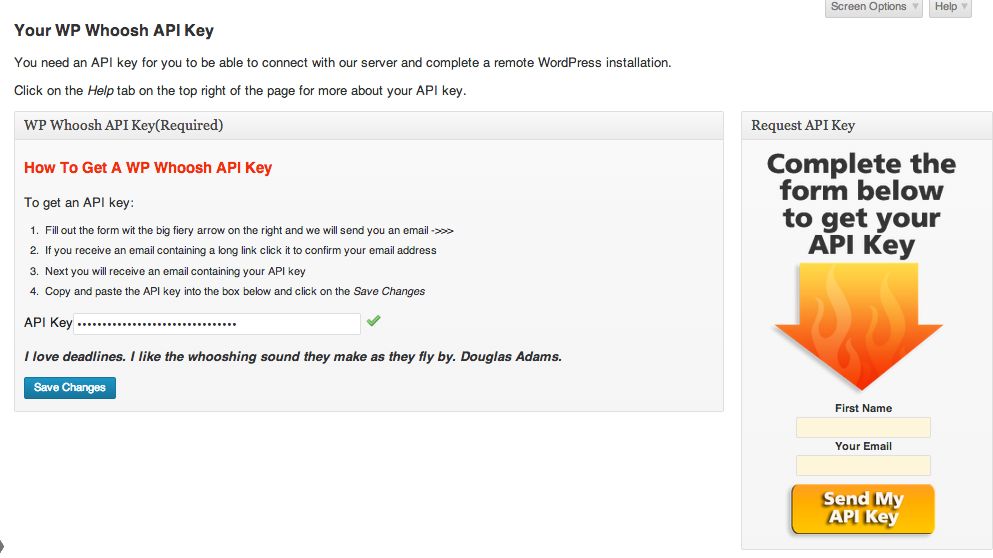 Screen Options Help
Your WP Whoosh API Key
You need an API key for you to be able to connect with our server and complete a remote WordPress installation.
Click on the Help tab on the top right of the page for more about your API key.
WP Whoosh API Key(Required)
How To Get A WP Whoosh API Key
To get an API key:
1. Fill out the form wit the big fiery arrow on the right and we will send you an email ->>>
2. If you receive an email containing a long link click it to confirm your email address
3. Next you will receive an email containing your API key
4. Copy and paste the API key into the box below and click on the Save Changes
API Key ••••••••••••••••••••••••••••••••
I love deadlines. I like the whooshing sound they make as they fly by. Douglas Adams.
Save Changes
Request API Key
Complete the
form below
to get your
API Key
First Name
Your Email
Send My
API Key